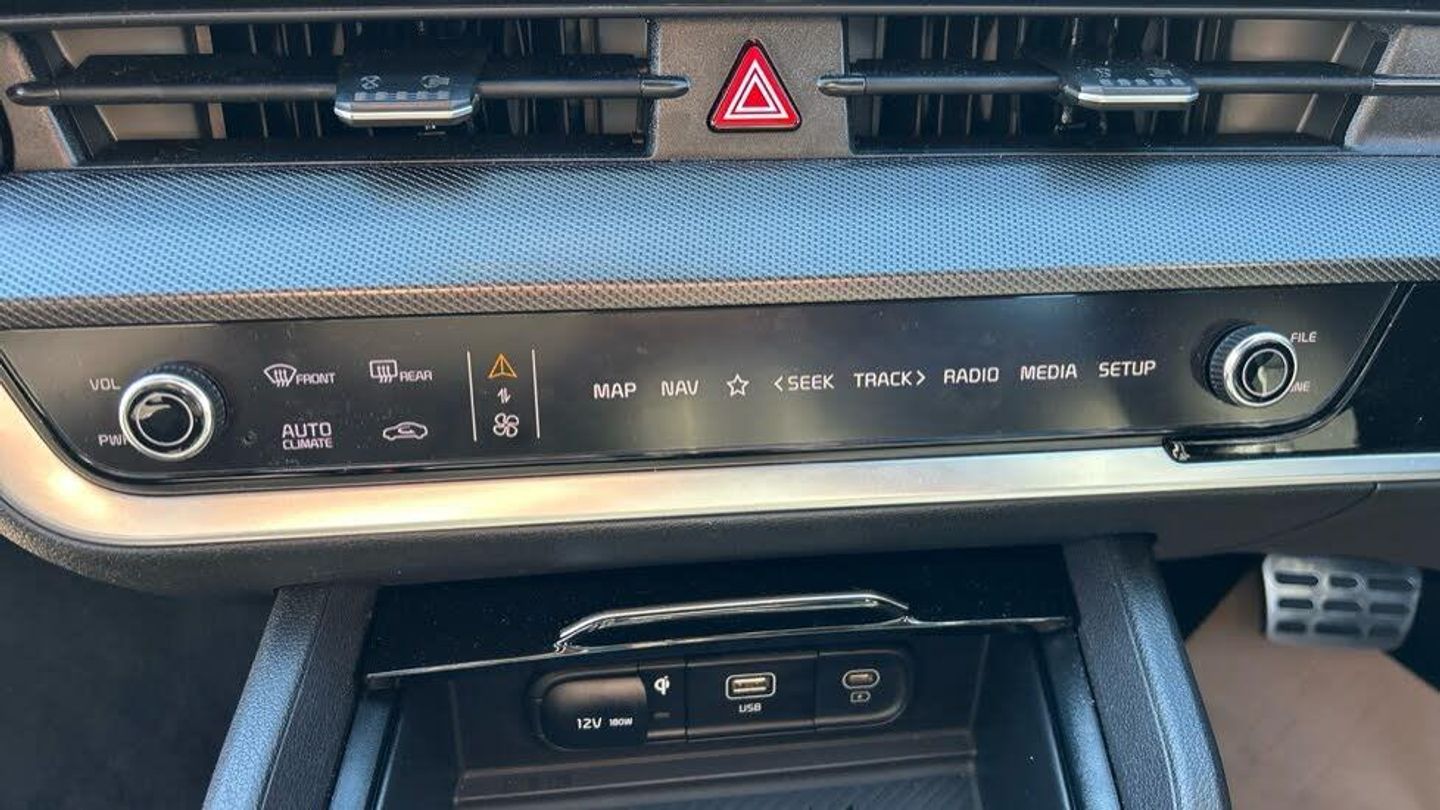 VOL
PWR
FRONT
REAR
AUTO
CLIMATE
MAP
NAV
<SEEK
TRACK>
RADIO
MEDIA
SETUP
FILE
12V 180W
USB